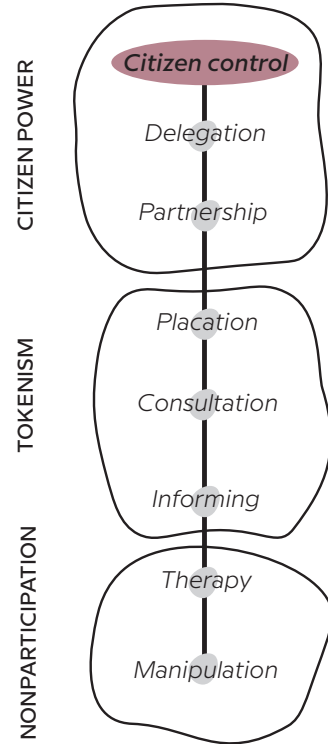 CITIZEN POWER
Citizen control
Delegation
Partnership
TOKENISM
Placation
Consultation
Informing
NONPARTICIPATION
Therapy
Manipulation